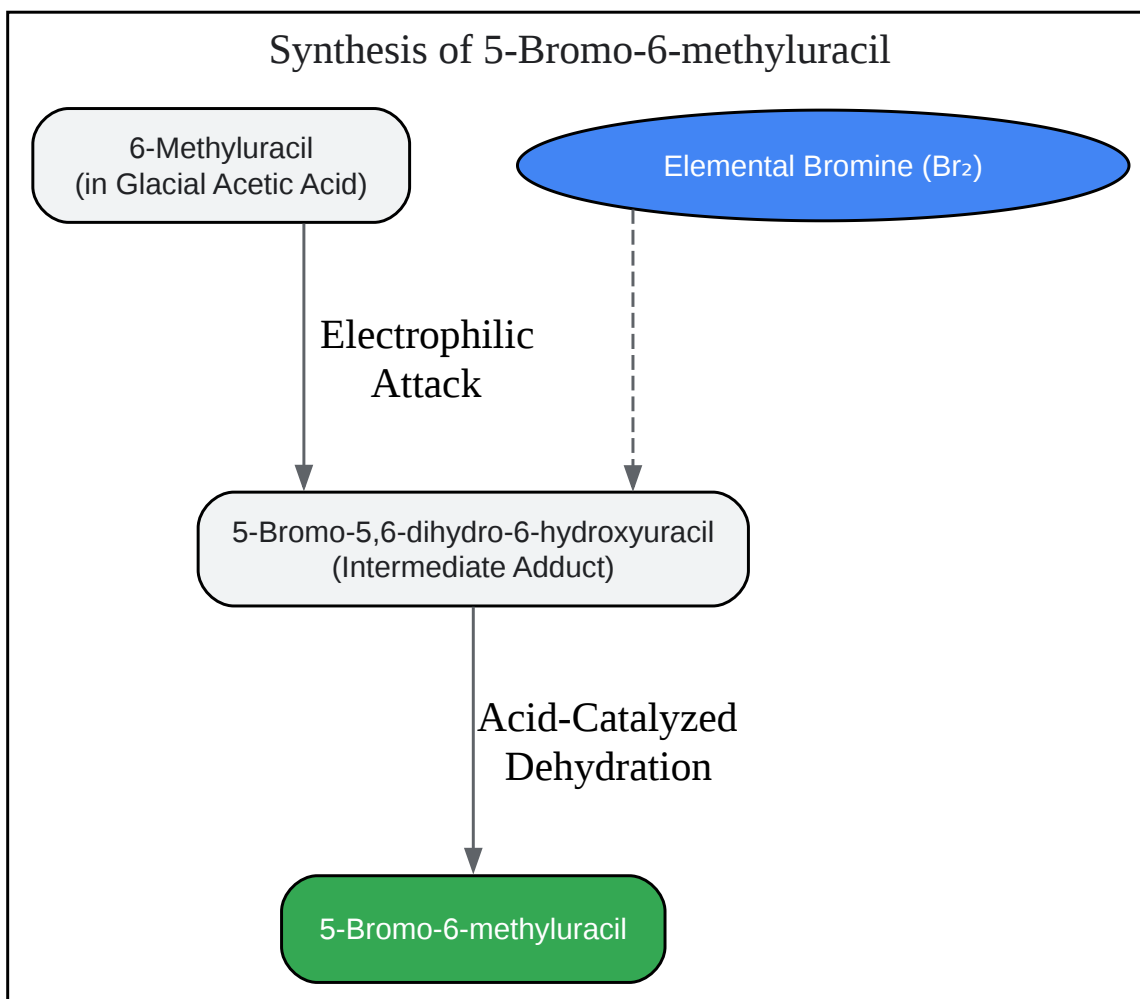 Synthesis of 5-Bromo-6-methyluracil
6-Methyluracil
(in Glacial Acetic Acid)
Elemental Bromine (Br₂)
Electrophilic
Attack
5-Bromo-5,6-dihydro-6-hydroxyuracil
(Intermediate Adduct)
Acid-Catalyzed
Dehydration
5-Bromo-6-methyluracil